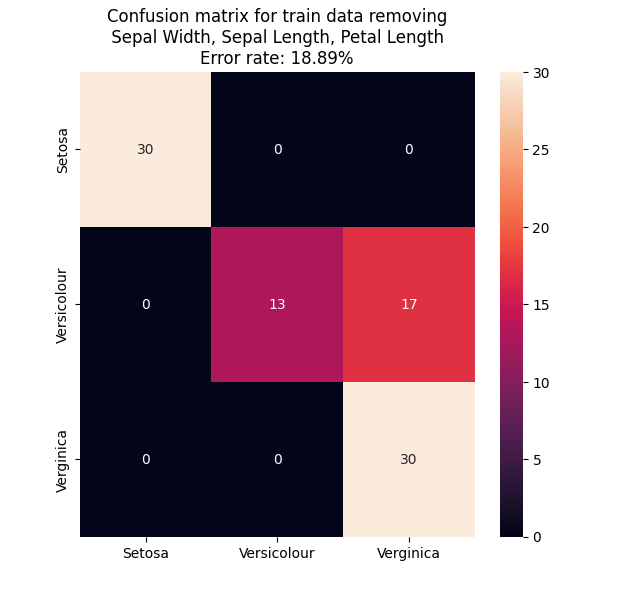 Confusion matrix for train data removing
Sepal Width, Sepal Length, Petal Length
Error rate: 18.89%
Setosa
30
0
0
Versicolour
0
13
17
Verginica
0
0
30
Setosa
Versicolour
Verginica
30
25
20
15
10
5
0